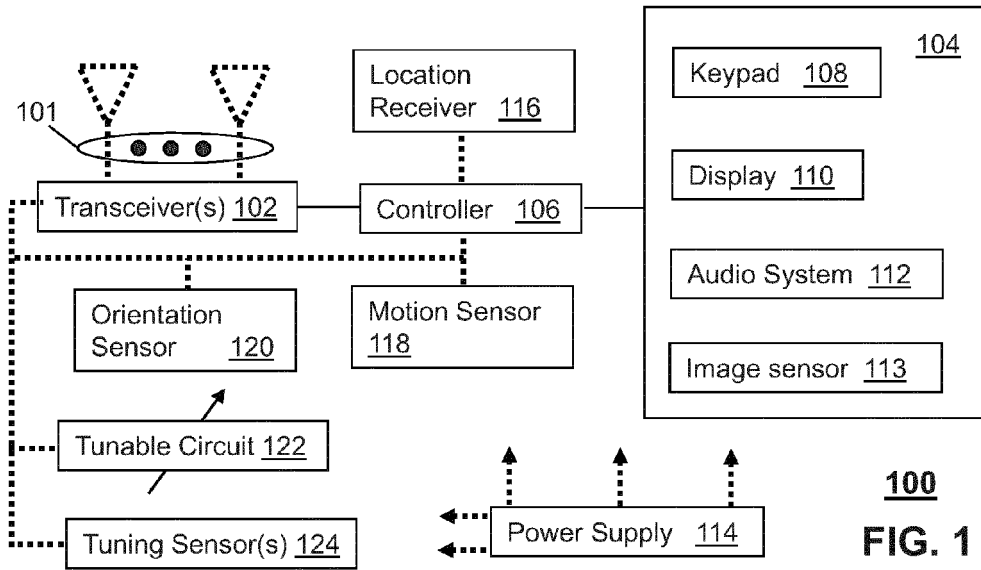 104
Location
Receiver 116
Keypad 108
101
Display 110
Transceiver(s) 102
Controller 106
Audio System 112
Orientation
Sensor 120
Motion Sensor
118
Image sensor 113
Tunable Circuit 122
100
Tuning Sensor(s) 124
Power Supply 114
FIG. 1